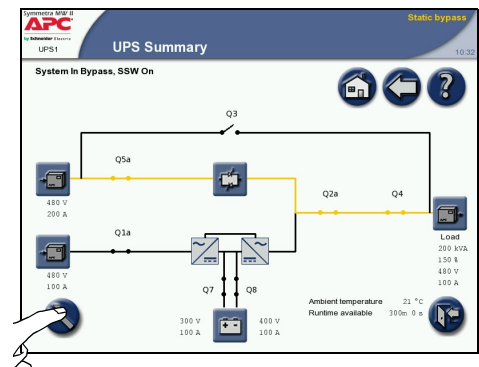 Symmetra MW II
APC
by Schneider Electric
UPS1
UPS Summary
Static bypass
10:32
System In Bypass, SSW On
Q3
Q5a
Q2a
Q4
480 V
200 A
Q1a
Load
200 kVA
150 %
480 V
100 A
480 V
100 A
Q7
Q8
Ambient temperature 21 °C
Runtime available 300m 0 s
300 V
100 A
400 V
100 A